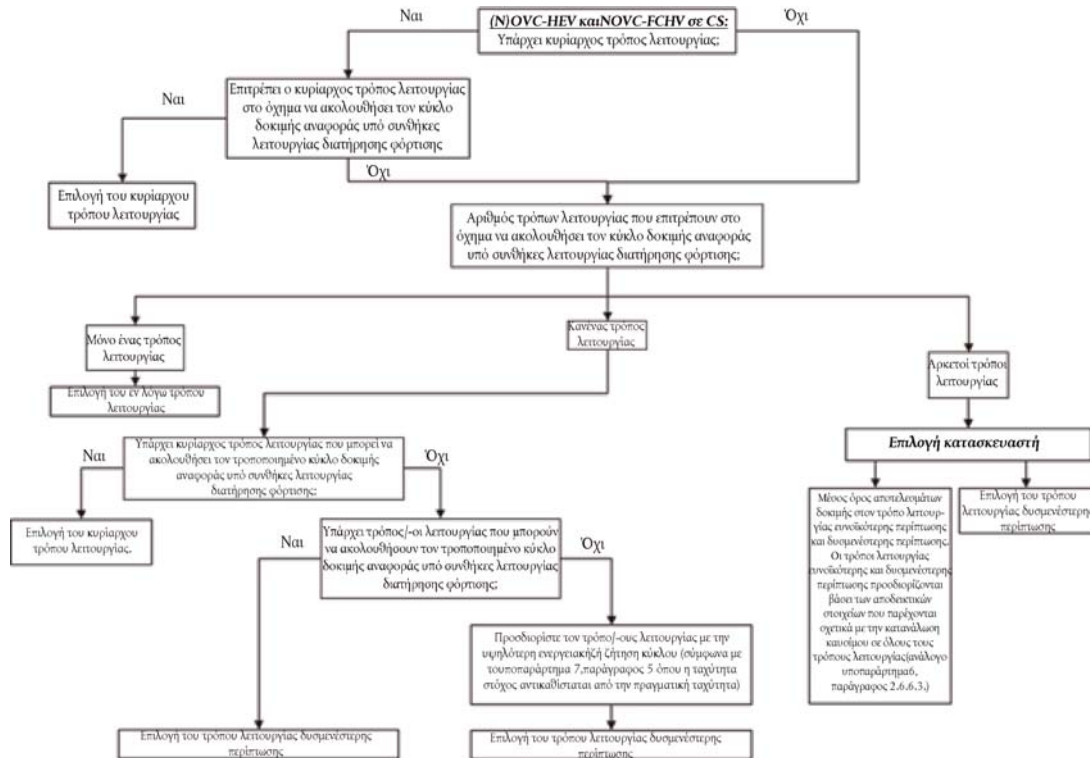 (N)OVC-HEV καιNOVC-FCHV σε CS:
Υπάρχει κυρίαρχος τρόπος λειτουργίας;
Ναι
Όχι
Επιτρέπει ο κυρίαρχος τρόπος λειτουργίας
στο όχημα να ακολουθήσει τον κύκλο
δοκιμής αναφοράς υπό συνθήκες
λειτουργίας διατήρησης φόρτισης
Ναι
Όχι
Επιλογή του κυρίαρχου
τρόπου λειτουργίας
Αριθμός τρόπων λειτουργίας που επιτρέπουν στο
όχημα να ακολουθήσει τον κύκλο δοκιμής αναφοράς
υπό συνθήκες λειτουργίας διατήρησης φόρτισης;
Μόνο ένας τρόπος
λειτουργίας
Κανένας τρόπος
λειτουργίας
Αρκετοί τρόποι
λειτουργίας
Επιλογή του εν λόγω τρόπου
λειτουργίας
Επιλογή κατασκευαστή
Υπάρχει κυρίαρχος τρόπος λειτουργίας που μπορεί να
ακολουθήσει τον τροποποιημένο κύκλο δοκιμής
αναφοράς υπό συνθήκες λειτουργίας
διατήρησης φόρτισης;
Ναι
Όχι
Επιλογή του κυρίαρχου
τρόπου λειτουργίας.
Μέσος όρος αποτελεσμάτων
δοκιμής στον τρόπο λειτουρ-
γίας ευνοϊκότερης περίπτωσης
και δυσμενέστερης περίπτωσης.
Οι τρόποι λειτουργίας
ευνοϊκότερης και δυσμενέστερης
περίπτωσης προσδιορίζονται
βάσει των αποδεικτικών
στοιχείων που παρέχονται
σχετικά με την κατανάλωση
καυσίμου σε όλους τους
τρόπους λειτουργίας(ανάλογο
υποπαράρτημα6,
παράγραφος 2.6.6.3.)
Επιλογή του τρόπου
λειτουργίας δυσμενέστερης
περίπτωσης
Υπάρχει τρόπος/-οι λειτουργίας που μπορούν
να ακολουθήσουν τον τροποποιημένο κύκλο
δοκιμής αναφοράς υπό συνθήκες λειτουργίας
διατήρησης φόρτισης;
Ναι
Όχι
Προσδιορίστε τον τρόπο/-ους λειτουργίας με την
υψηλότερη ενεργειακήζή ζήτηση κύκλου (σύμφωνα με
τουποπαράρτημα 7,παράγραφος 5 όπου η ταχύτητα
στόχος αντικαθίσταται από την πραγματική ταχύτητα)
Επιλογή του τρόπου λειτουργίας δυσμενέστερης
περίπτωσης
Επιλογή του τρόπου λειτουργίας δυσμενέστερης
περίπτωσης